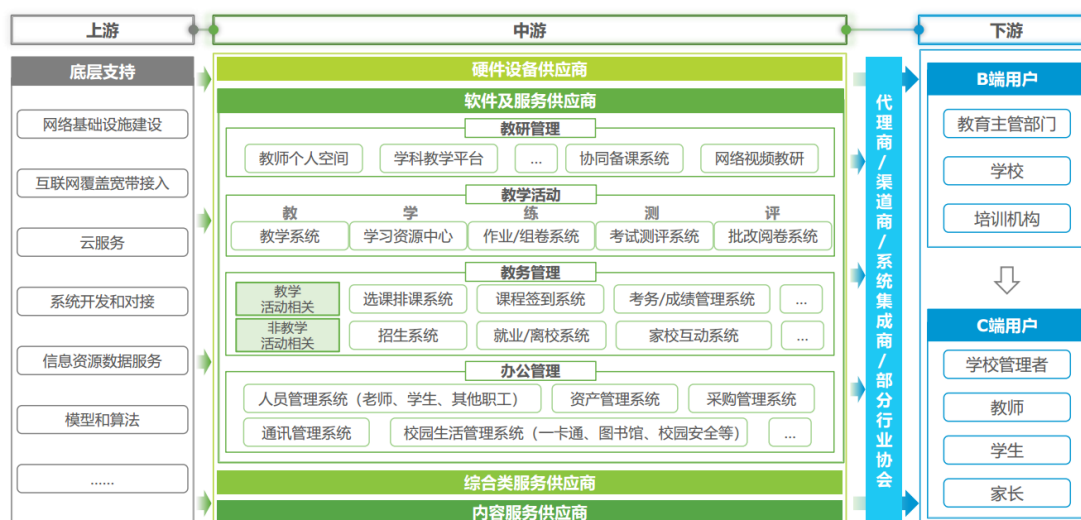 上游
中游
下游
底层支持
网络基础设施建设
互联网覆盖宽带接入
云服务
系统开发和对接
信息资源数据服务
模型和算法
......
硬件设备供应商
软件及服务供应商
教研管理
教师个人空间
学科教学平台
...
协同备课系统
网络视频教研
教学活动
教
学
练
测
评
教学系统
学习资源中心
作业/组卷系统
考试测评系统
批改阅卷系统
教务管理
教学
活动相关
选课排课系统
课程签到系统
考务/成绩管理系统
...
非教学
活动相关
招生系统
就业/离校系统
家校互动系统
...
办公管理
人员管理系统（老师、学生、其他职工）
资产管理系统
采购管理系统
通讯管理系统
校园生活管理系统（一卡通、图书馆、校园安全等）
...
综合类服务供应商
内容服务供应商
代理商/渠道商/系统集成商/部分行业协会
B端用户
教育主管部门
学校
培训机构
C端用户
学校管理者
教师
学生
家长